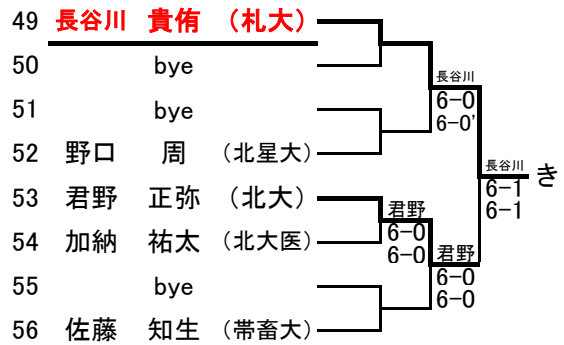 49 長谷川 貴侑 （札大）
50 bye
51 bye
52 野口 周 （北星大）
53 君野 正弥 （北大）
54 加納 祐太 （北大医）
55 bye
56 佐藤 知生 （帯畜大）
君野
6-0
6-0
長谷川
6-0
6-0'
君野
6-0
6-0
長谷川
6-1
6-1
き